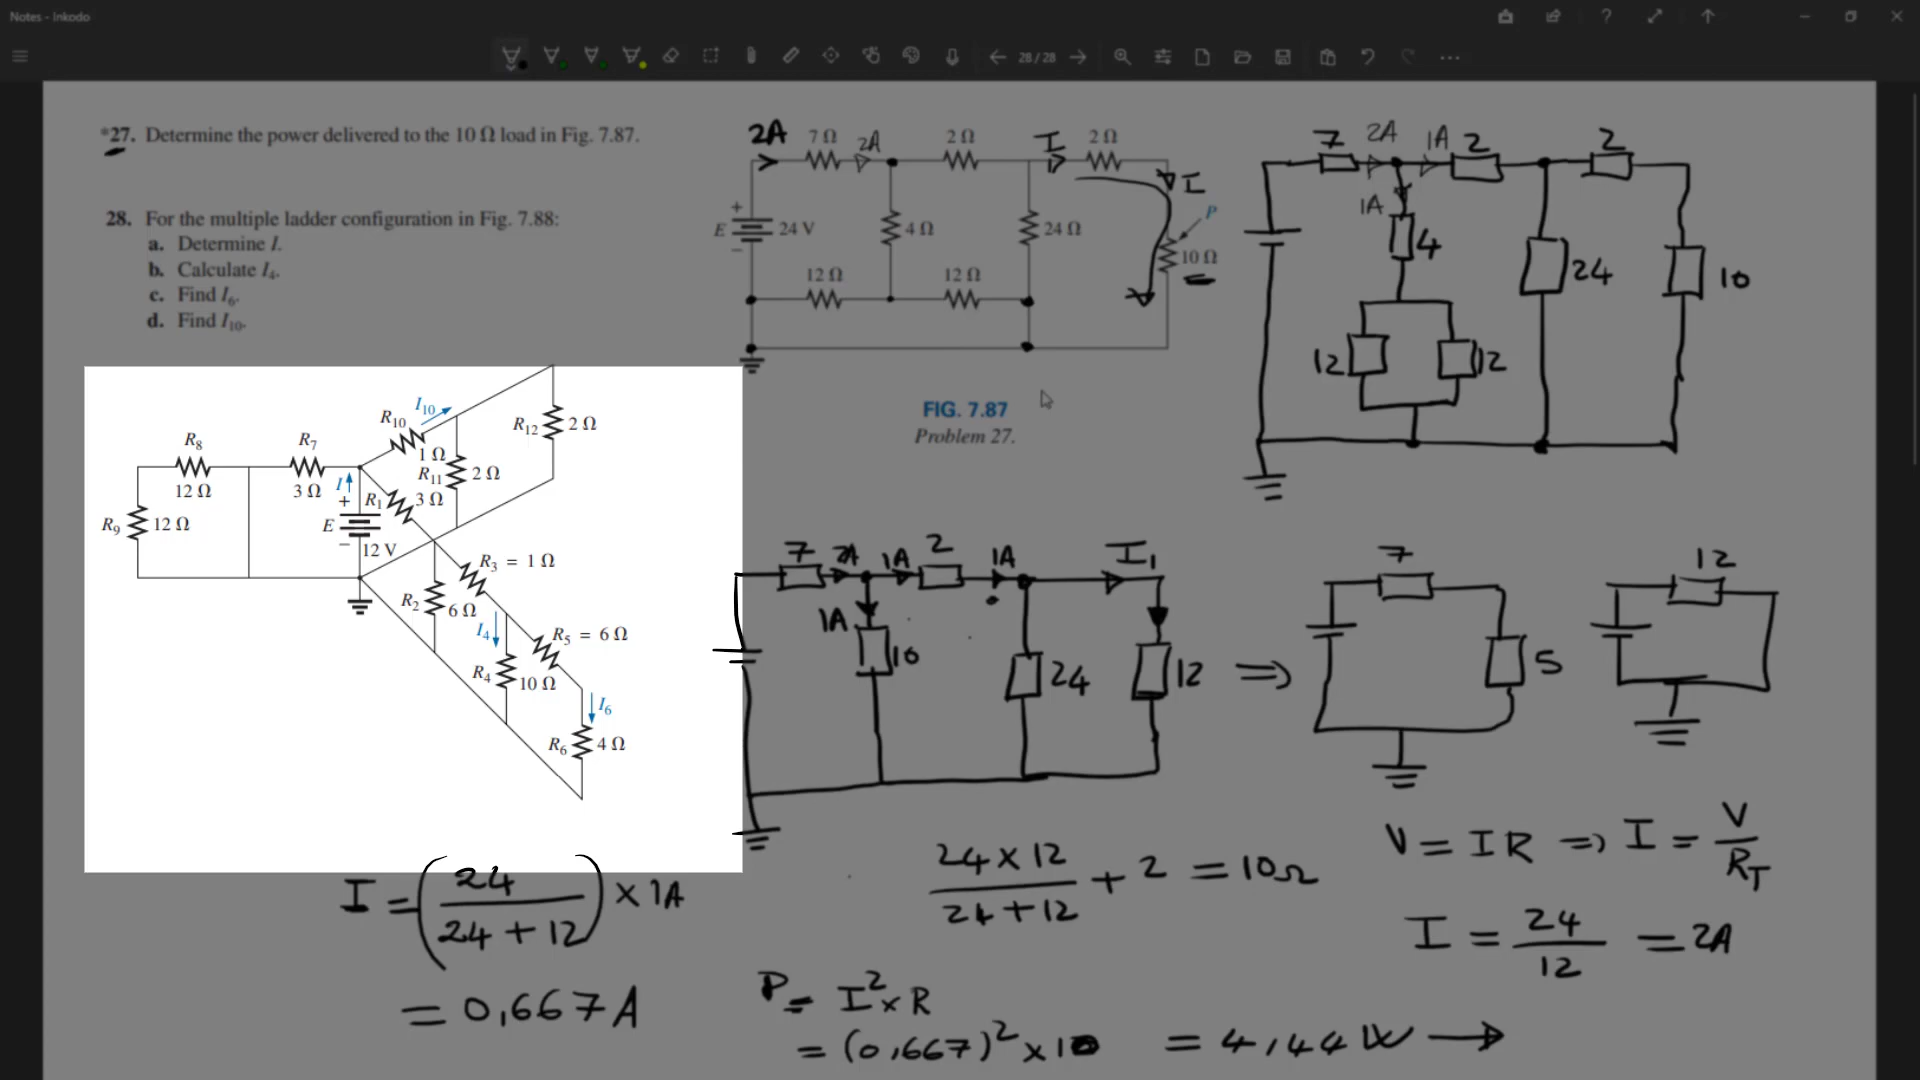 Notes - Inkodo
28 / 28
*27. Determine the power delivered to the 10 Ω load in Fig. 7.87.
28. For the multiple ladder configuration in Fig. 7.88:
a. Determine I.
b. Calculate I4.
c. Find I6.
d. Find I10.
2A 7 Ω 2A 2 Ω I 2 Ω
I
P
E + − 24 V 4 Ω 24 Ω 10 Ω
12 Ω 12 Ω
FIG. 7.87
Problem 27.
7 2A 1A 2 2
1A 4 24 10
12 12
I10
R10 1 Ω
R12 2 Ω
R8 12 Ω
R7 3 Ω
R11 2 Ω
I
R1 3 Ω
R9 12 Ω
E + − 12 V
R3 = 1 Ω
R2 6 Ω
I4
R5 = 6 Ω
R4 10 Ω
I6
R6 4 Ω
7 2A 1A 2 1A I1
1A 10 24 12 ⇒
7 5
12
24 × 12 / 24 + 12 + 2 = 10Ω
V = IR ⇒ I = V / RT
I = 24 / 12 = 2A
I = (24 / 24 + 12) × 1A
= 0,667A
P = I² × R
= (0,667)² × 10 = 4,44W →